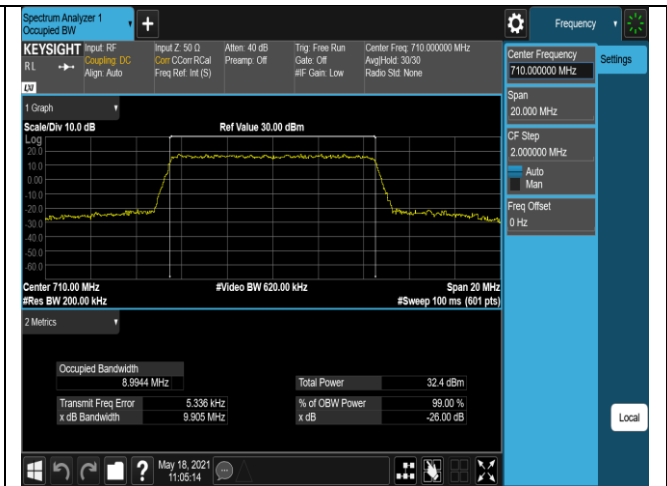 Spectrum Analyzer 1
Occupied BW
+
Frequency
KEYSIGHT
RL
Input: RF
Coupling: DC
Align: Auto
Input Z: 50 Ω
Corr CCorr RCal
Freq Ref: Int (S)
Atten: 40 dB
Preamp: Off
Trig: Free Run
Gate: Off
#IF Gain: Low
Center Freq: 710.000000 MHz
Avg|Hold: 30/30
Radio Std: None
LXI
Center Frequency
710.000000 MHz
Settings
Span
20.000 MHz
CF Step
2.000000 MHz
Auto
Man
Freq Offset
0 Hz
1 Graph
Scale/Div 10.0 dB
Ref Value 30.00 dBm
Log
20.0
10.0
0.00
-10.0
-20.0
-30.0
-40.0
-50.0
-60.0
Center 710.00 MHz
#Video BW 620.00 kHz
Span 20 MHz
#Res BW 200.00 kHz
#Sweep 100 ms (601 pts)
2 Metrics
Occupied Bandwidth
8.9944 MHz
Total Power 32.4 dBm
Transmit Freq Error 5.336 kHz
% of OBW Power 99.00 %
x dB Bandwidth 9.905 MHz
x dB -26.00 dB
Local
?
May 18, 2021
11:05:14